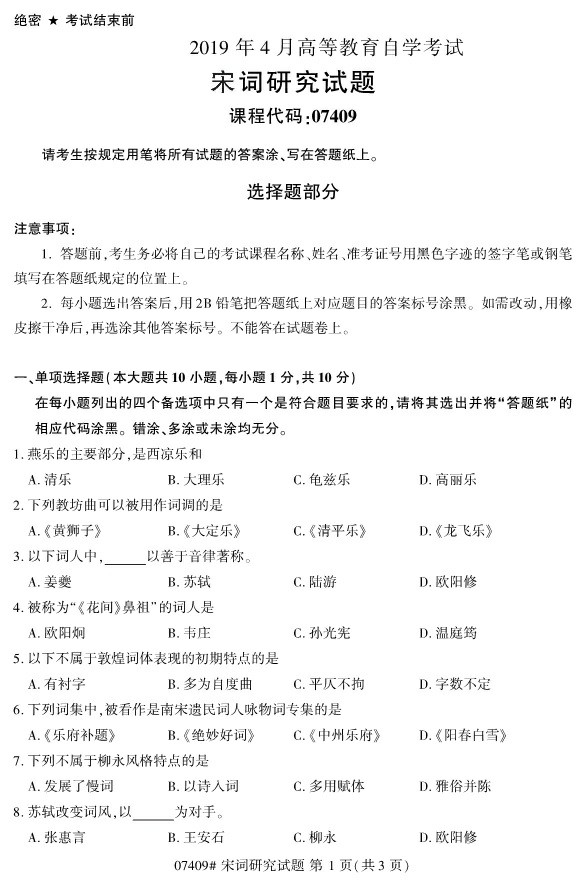 绝密 ★ 考试结束前
2019 年 4 月高等教育自学考试
宋词研究试题
课程代码:07409
请考生按规定用笔将所有试题的答案涂、写在答题纸上。
选择题部分
注意事项:
1. 答题前,考生务必将自己的考试课程名称、姓名、准考证号用黑色字迹的签字笔或钢笔
填写在答题纸规定的位置上。
2. 每小题选出答案后,用 2B 铅笔把答题纸上对应题目的答案标号涂黑。如需改动,用橡
皮擦干净后,再选涂其他答案标号。不能答在试题卷上。
一、单项选择题(本大题共 10 小题,每小题 1 分,共 10 分)
在每小题列出的四个备选项中只有一个是符合题目要求的,请将其选出并将“答题纸”的
相应代码涂黑。错涂、多涂或未涂均无分。
1. 燕乐的主要部分,是西凉乐和
A. 清乐 B. 大理乐 C. 龟兹乐 D. 高丽乐
2. 下列教坊曲可以被用作词调的是
A.《黄狮子》 B.《大定乐》 C.《清平乐》 D.《龙飞乐》
3. 以下词人中,______以善于音律著称。
A. 姜夔 B. 苏轼 C. 陆游 D. 欧阳修
4. 被称为“《花间》鼻祖”的词人是
A. 欧阳炯 B. 韦庄 C. 孙光宪 D. 温庭筠
5. 以下不属于敦煌词体表现的初期特点的是
A. 有衬字 B. 多为自度曲 C. 平仄不拘 D. 字数不定
6. 下列词集中,被看作是南宋遗民词人咏物词专集的是
A.《乐府补题》 B.《绝妙好词》 C.《中州乐府》 D.《阳春白雪》
7. 下列不属于柳永风格特点的是
A. 发展了慢词 B. 以诗入词 C. 多用赋体 D. 雅俗并陈
8. 苏轼改变词风,以______为对手。
A. 张惠言 B. 王安石 C. 柳永 D. 欧阳修
07409# 宋词研究试题 第 1 页(共 3 页)